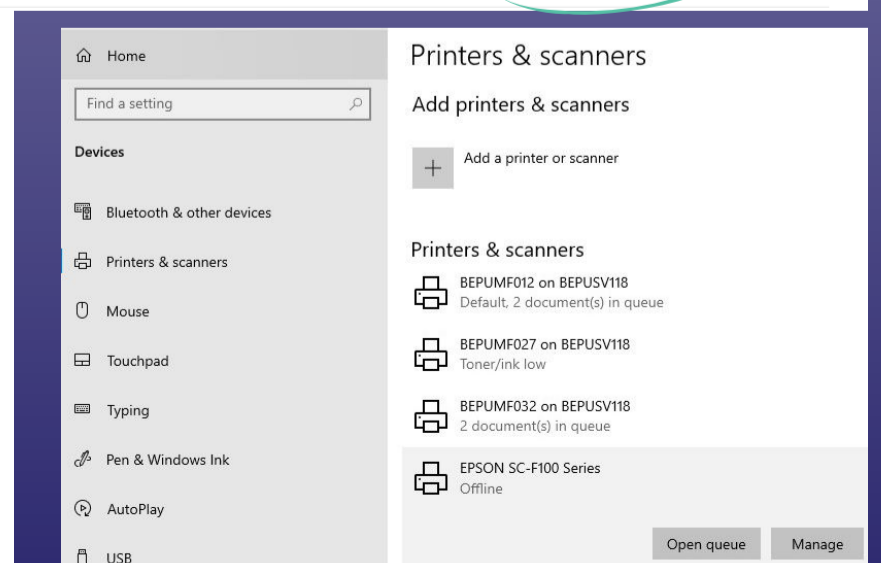 Home
Find a setting
Devices
Bluetooth & other devices
Printers & scanners
Mouse
Touchpad
Typing
Pen & Windows Ink
AutoPlay
USB
Printers & scanners
Add printers & scanners
Add a printer or scanner
Printers & scanners
BEPUMF012 on BEPUSV118
Default, 2 document(s) in queue
BEPUMF027 on BEPUSV118
Toner/ink low
BEPUMF032 on BEPUSV118
2 document(s) in queue
EPSON SC-F100 Series
Offline
Open queue
Manage